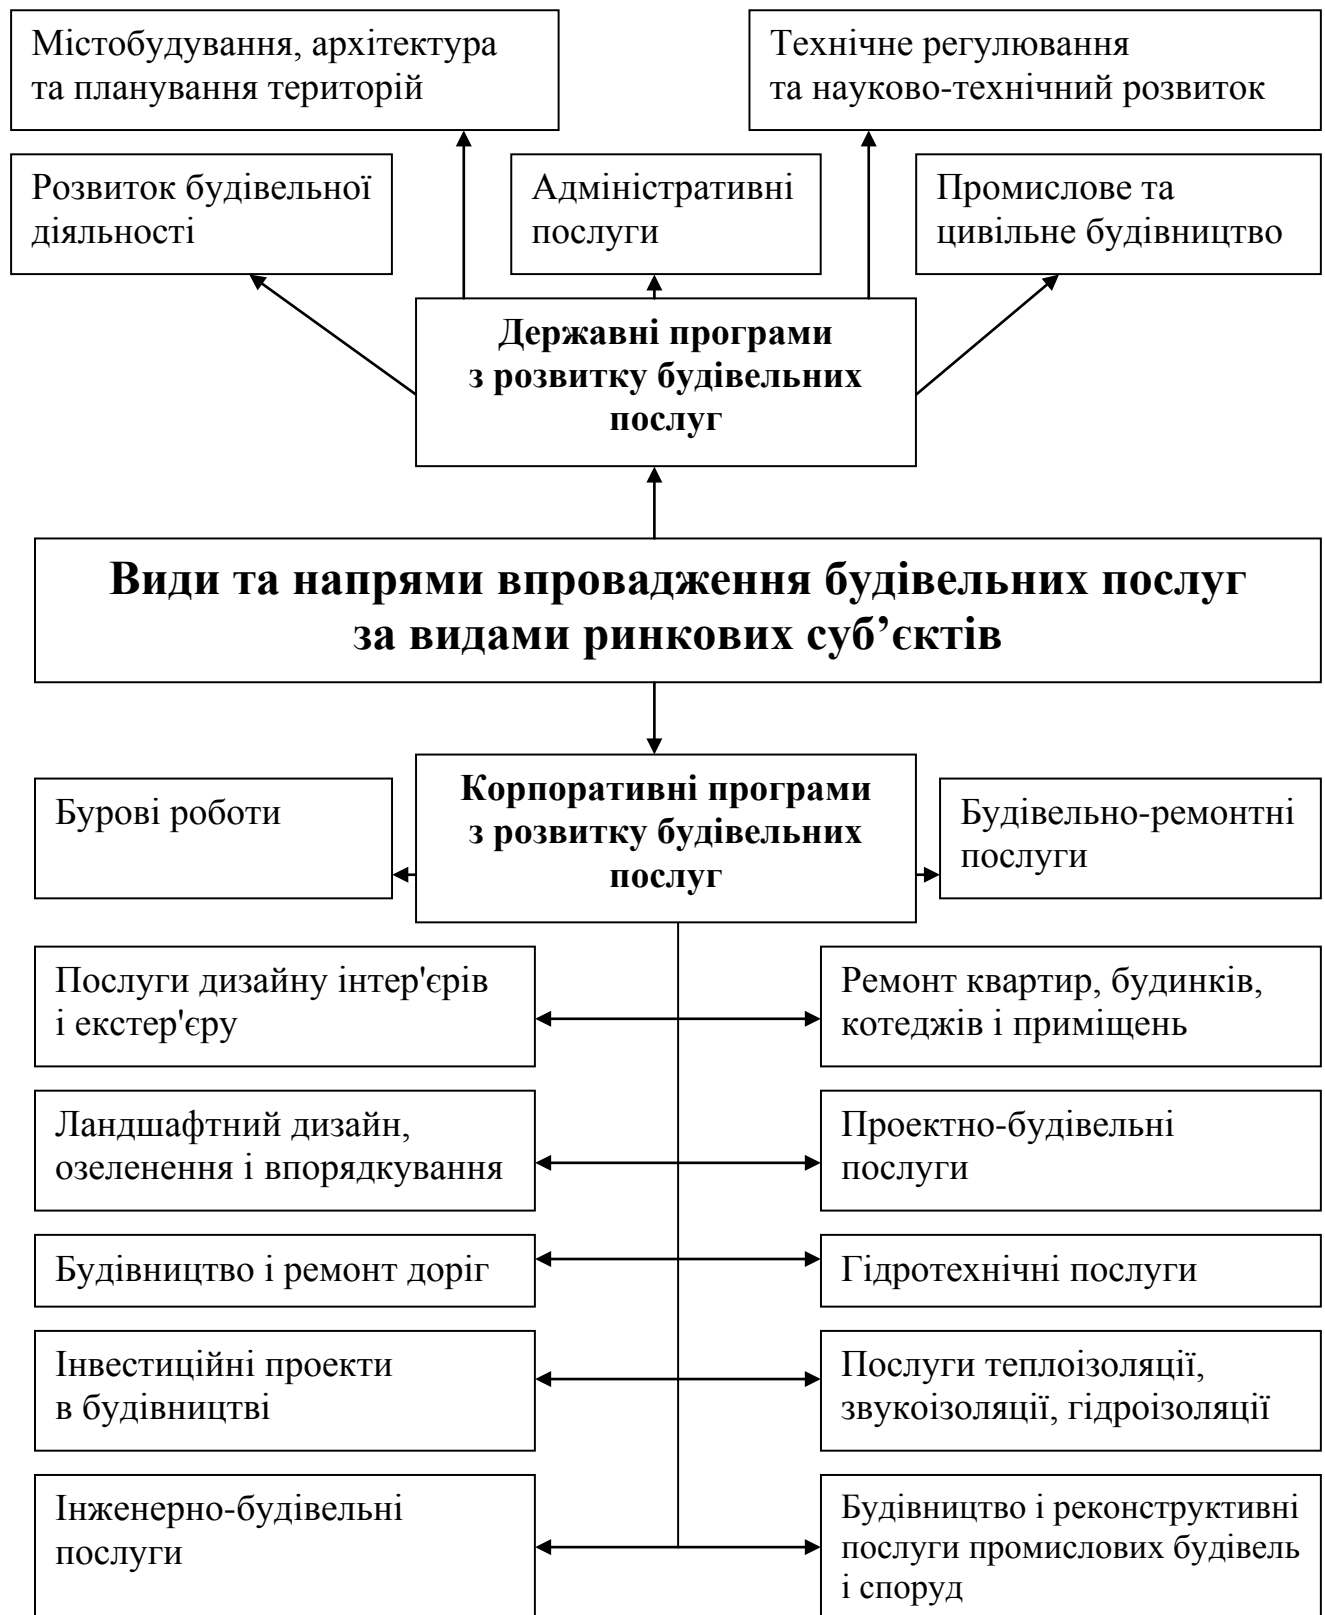 Містобудування, архітектура
та планування територій
Технічне регулювання
та науково-технічний розвиток
Розвиток будівельної
діяльності
Адміністративні
послуги
Промислове та
цивільне будівництво
Державні програми
з розвитку будівельних
послуг
Види та напрями впровадження будівельних послуг
за видами ринкових суб’єктів
Бурові роботи
Корпоративні програми
з розвитку будівельних
послуг
Будівельно-ремонтні
послуги
Послуги дизайну інтер'єрів
і екстер'єру
Ремонт квартир, будинків,
котеджів і приміщень
Ландшафтний дизайн,
озеленення і впорядкування
Проектно-будівельні
послуги
Будівництво і ремонт доріг
Гідротехнічні послуги
Інвестиційні проекти
в будівництві
Послуги теплоізоляції,
звукоізоляції, гідроізоляції
Інженерно-будівельні
послуги
Будівництво і реконструктивні
послуги промислових будівель
і споруд